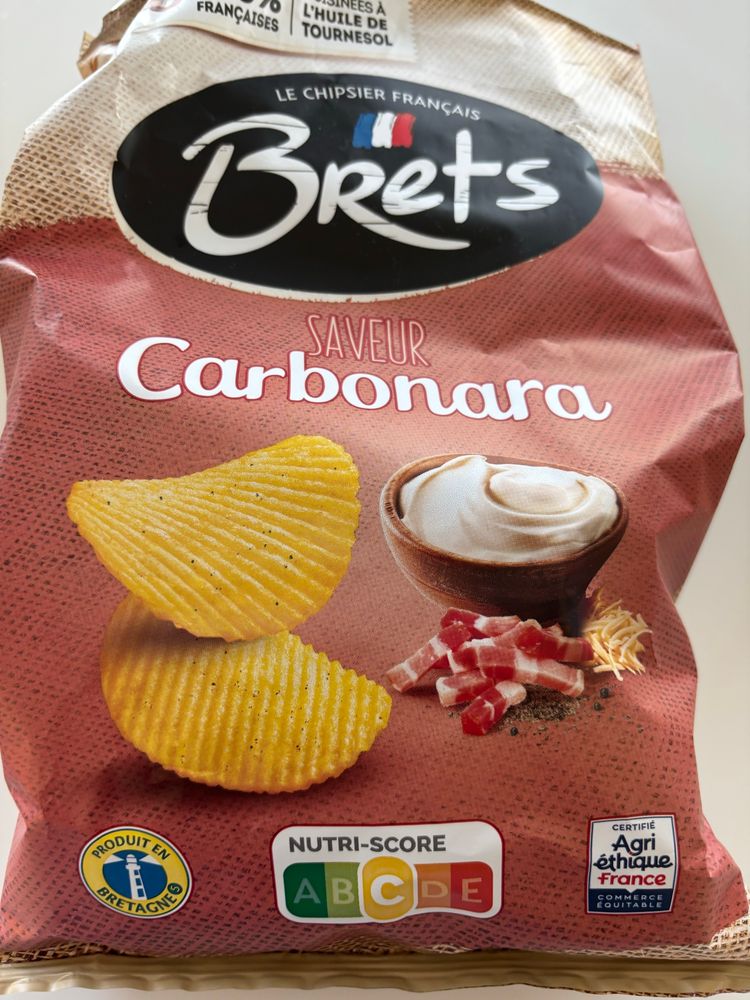 FRANÇAISES
L'HUILE DE
TOURNESOL
LE CHIPSIER FRANÇAIS
Brets
SAVEUR
Carbonara
PRODUIT EN
BRETAGNE
NUTRI-SCORE
A B C D E
CERTIFIÉ
Agri
éthique
France
COMMERCE
ÉQUITABLE